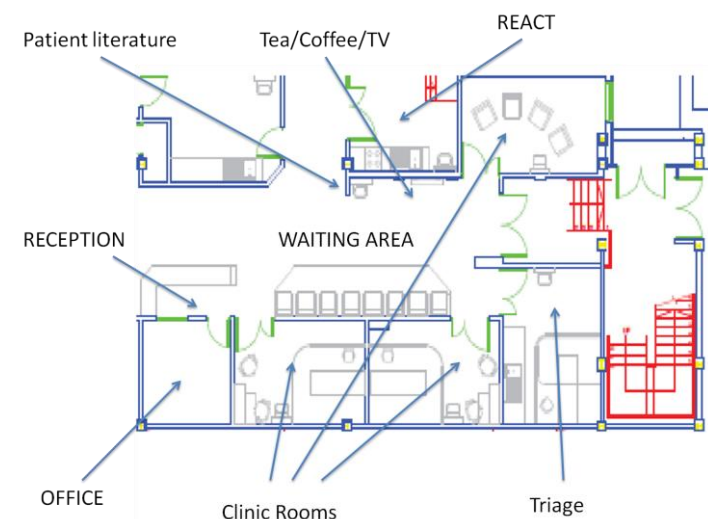 REACT
Patient literature
Tea/Coffee/TV
RECEPTION
WAITING AREA
OFFICE
Clinic Rooms
Triage